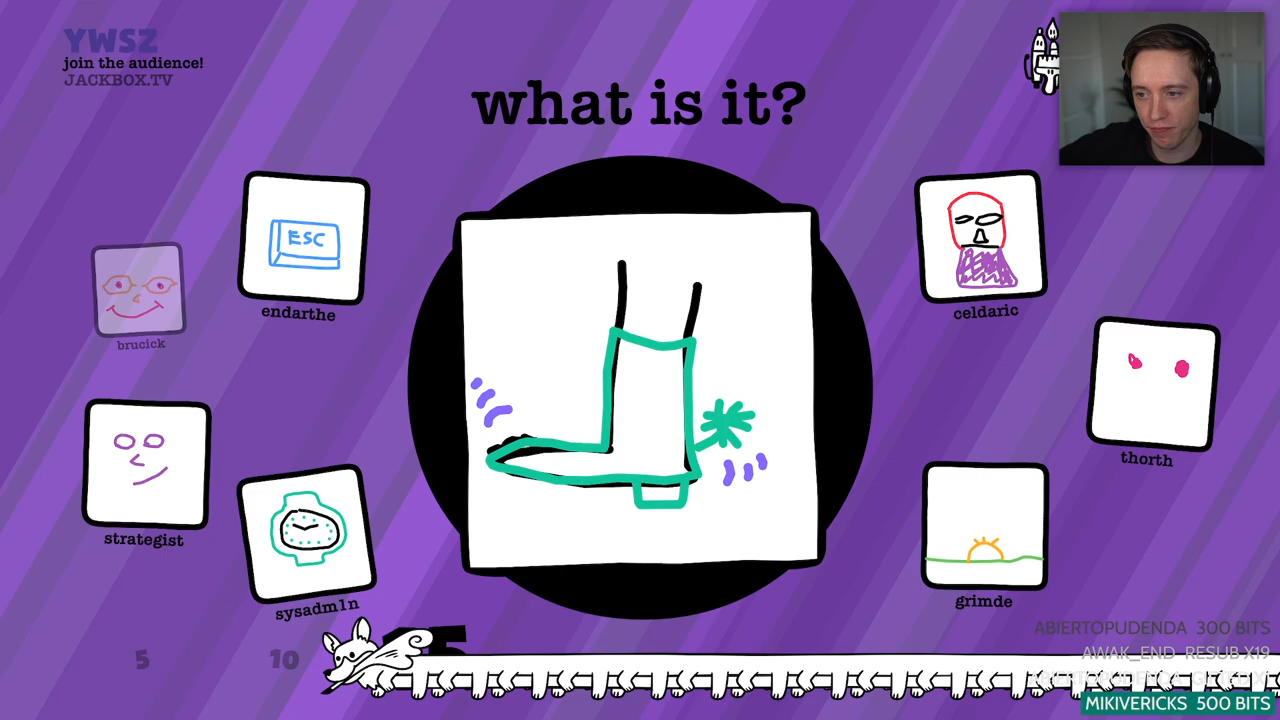 YWSZ
join the audience!
JACKBOX.TV
what is it?
ESC
endarthe
brucick
strategist
sysadm1n
celdaric
thorth
grimde
5
10
ABIERTOPUDENDA 300 BITS
AWAK_END RESUB X19
MIKIVERICKS 500 BITS